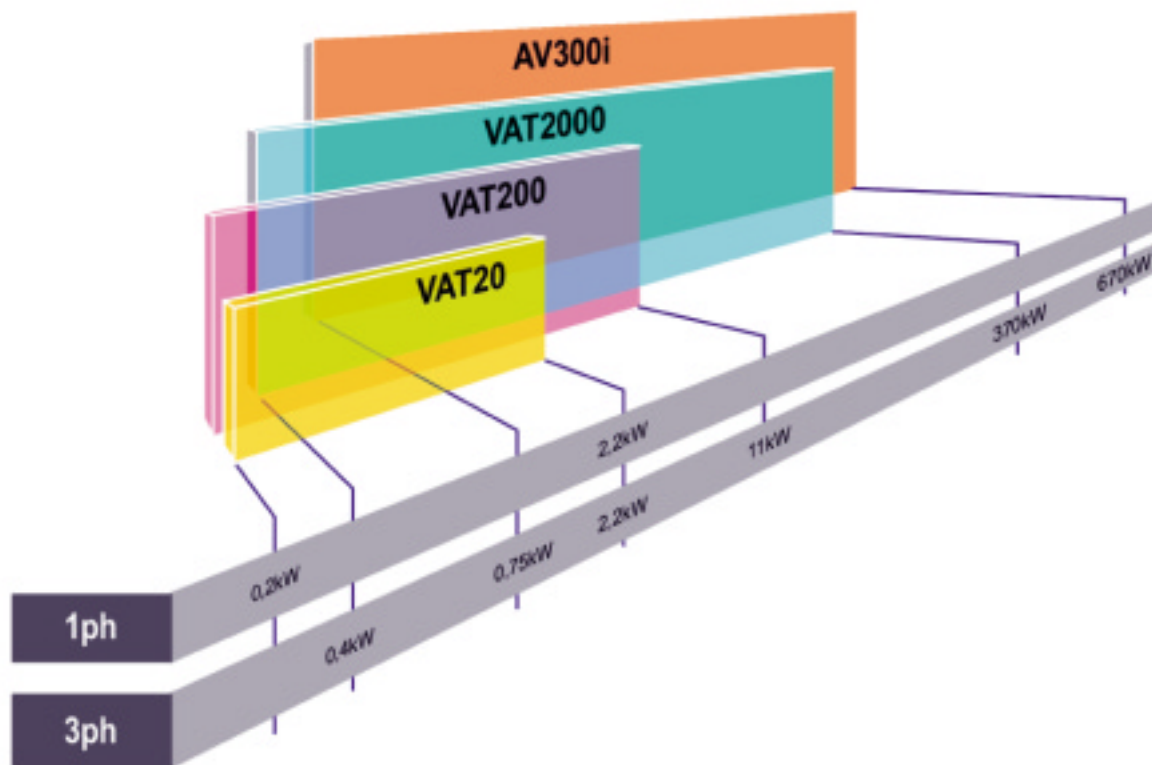 AV300i
VAT2000
VAT200
VAT20
670kW
370kW
2,2kW
11kW
2,2kW
0,75kW
0,2kW
0,4kW
1ph
3ph